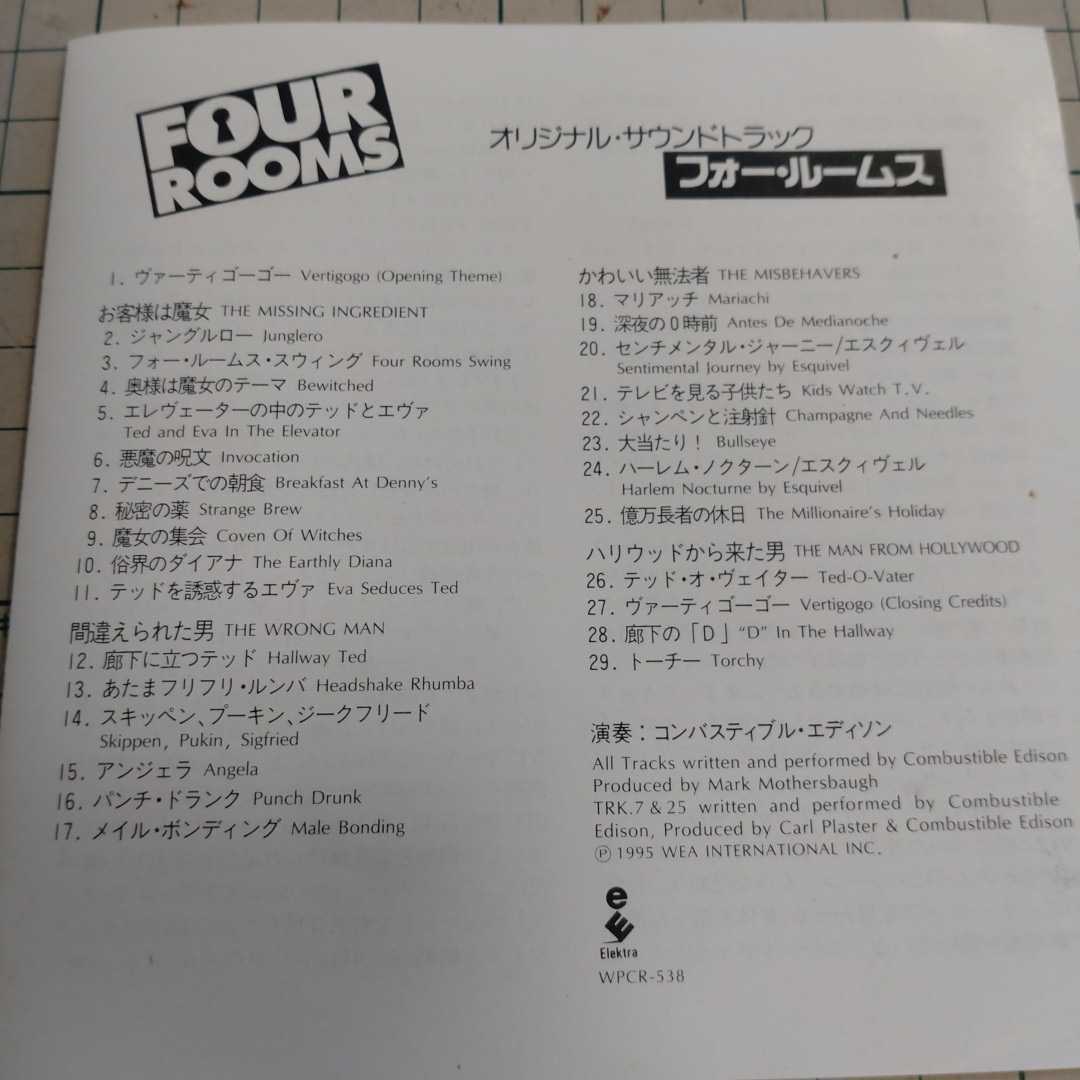 FOUR
ROOMS
オリジナル・サウンドトラック
フォー・ルームス
1. ヴァーティゴーゴー Vertigogo (Opening Theme)
お客様は魔女 THE MISSING INGREDIENT
2. ジャングルロー Junglero
3. フォー・ルームス・スウィング Four Rooms Swing
4. 奥様は魔女のテーマ Bewitched
5. エレヴェーターの中のテッドとエヴァ
Ted and Eva In The Elevator
6. 悪魔の呪文 Invocation
7. デニーズでの朝食 Breakfast At Denny's
8. 秘密の薬 Strange Brew
9. 魔女の集会 Coven Of Witches
10. 俗界のダイアナ The Earthly Diana
11. テッドを誘惑するエヴァ Eva Seduces Ted
間違えられた男 THE WRONG MAN
12. 廊下に立つテッド Hallway Ted
13. あたまフリフリ・ルンバ Headshake Rhumba
14. スキッペン、プーキン、ジークフリード
Skippen, Pukin, Sigfried
15. アンジェラ Angela
16. パンチ・ドランク Punch Drunk
17. メイル・ボンディング Male Bonding
かわいい無法者 THE MISBEHAVERS
18. マリアッチ Mariachi
19. 深夜の0時前 Antes De Medianoche
20. センチメンタル・ジャーニー/エスクィヴェル
Sentimental Journey by Esquivel
21. テレビを見る子供たち Kids Watch T.V.
22. シャンペンと注射針 Champagne And Needles
23. 大当たり! Bullseye
24. ハーレム・ノクターン/エスクィヴェル
Harlem Nocturne by Esquivel
25. 億万長者の休日 The Millionaire's Holiday
ハリウッドから来た男 THE MAN FROM HOLLYWOOD
26. テッド・オ・ヴェイター Ted-O-Vater
27. ヴァーティゴーゴー Vertigogo (Closing Credits)
28. 廊下の「D」 “D” In The Hallway
29. トーチー Torchy
演奏：コンバスティブル・エディソン
All Tracks written and performed by Combustible Edison
Produced by Mark Mothersbaugh
TRK.7 & 25 written and performed by Combustible
Edison, Produced by Carl Plaster & Combustible Edison
Ⓟ 1995 WEA INTERNATIONAL INC.
e
Elektra
WPCR-538